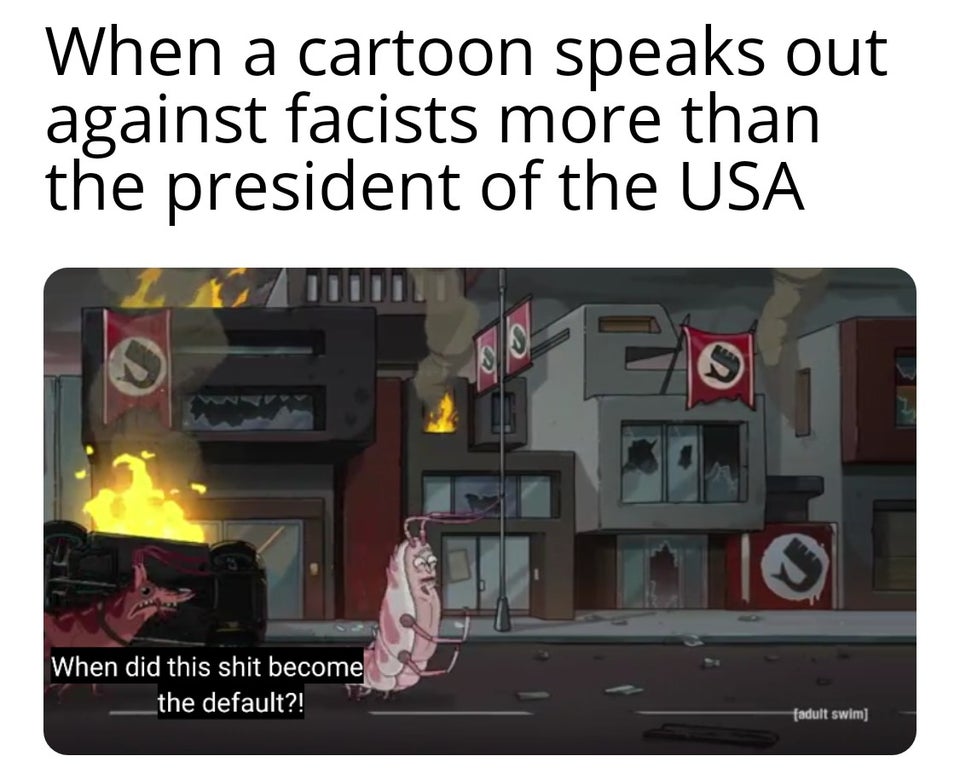 When a cartoon speaks out
against facists more than
the president of the USA
When did this shit become
the default?!
[adult swim]